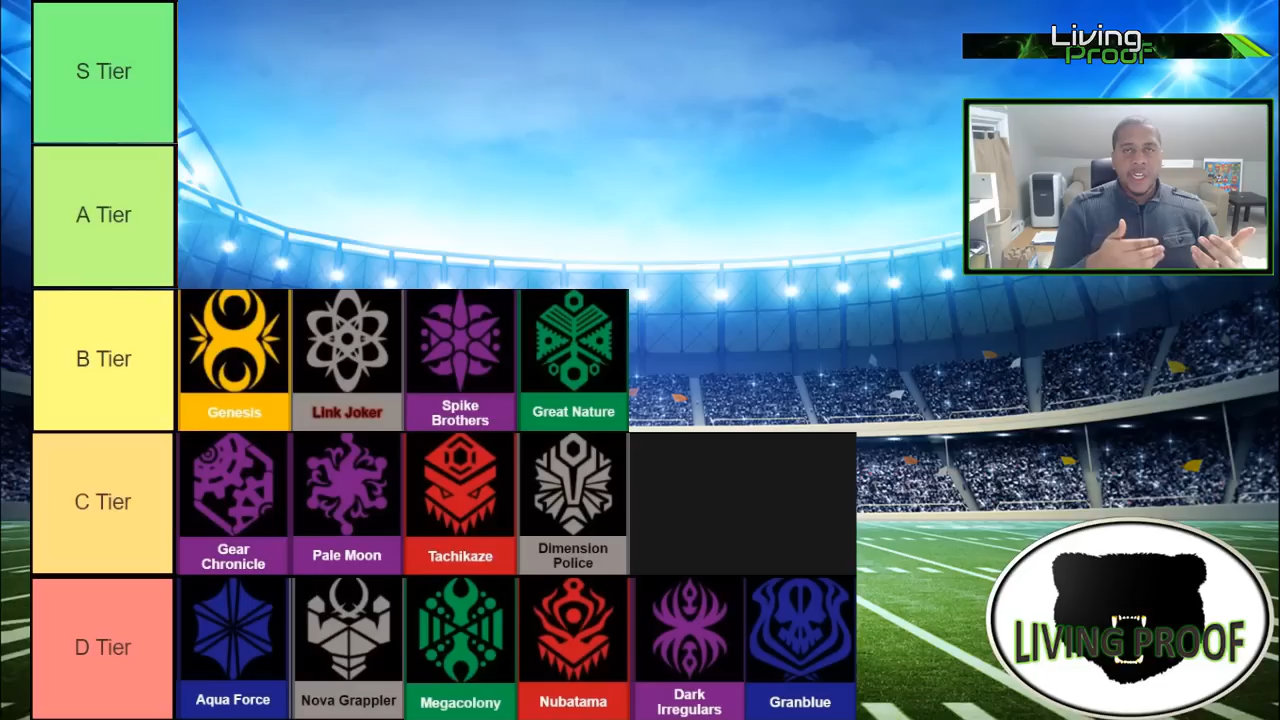 S Tier
Living
Proof
A Tier
B Tier
Genesis
Link Joker
Spike
Brothers
Great Nature
C Tier
Gear
Chronicle
Pale Moon
Tachikaze
Dimension
Police
D Tier
Aqua Force
Nova Grappler
Megacolony
Nubatama
Dark
Irregulars
Granblue
LIVING PROOF